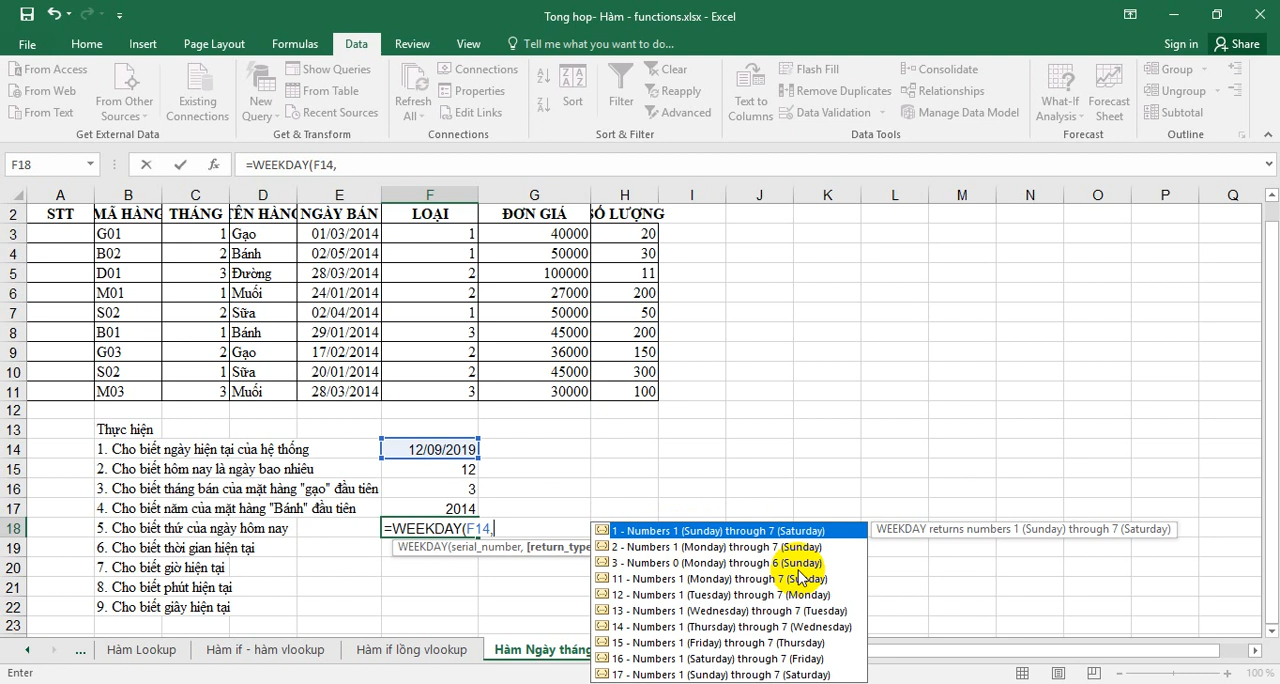 Tong hop- Hàm - functions.xlsx - Excel
File Home Insert Page Layout Formulas Data Review View Tell me what you want to do... Sign in Share
From Access
From Web
From Text
From Other Sources
Existing Connections
Get External Data
New Query
Show Queries
From Table
Recent Sources
Get & Transform
Refresh All
Connections
Properties
Edit Links
Connections
Sort
Filter
Clear
Reapply
Advanced
Sort & Filter
Text to Columns
Flash Fill
Remove Duplicates
Data Validation
Consolidate
Relationships
Manage Data Model
Data Tools
What-If Analysis
Forecast Sheet
Forecast
Group
Ungroup
Subtotal
Outline
F18 fx =WEEKDAY(F14,
A B C D E F G H I J K L M N O P Q
2 STT MÃ HÀNG THÁNG TÊN HÀNG NGÀY BÁN LOẠI ĐƠN GIÁ SỐ LƯỢNG
3 G01 1 Gạo 01/03/2014 1 40000 20
4 B02 2 Bánh 02/05/2014 1 50000 30
5 D01 3 Đường 28/03/2014 2 100000 11
6 M01 1 Muối 24/01/2014 2 27000 200
7 S02 2 Sữa 02/04/2014 1 50000 50
8 B01 1 Bánh 29/01/2014 3 45000 200
9 G03 2 Gạo 17/02/2014 2 36000 150
10 S02 1 Sữa 20/01/2014 2 45000 300
11 M03 3 Muối 28/03/2014 3 30000 100
12
13 Thực hiện
14 1. Cho biết ngày hiện tại của hệ thống 12/09/2019
15 2. Cho biết hôm nay là ngày bao nhiêu 12
16 3. Cho biết tháng bán của mặt hàng "gạo" đầu tiên 3
17 4. Cho biết năm của mặt hàng "Bánh" đầu tiên 2014
18 5. Cho biết thứ của ngày hôm nay =WEEKDAY(F14,
19 6. Cho biết thời gian hiện tại
20 7. Cho biết giờ hiện tại
21 8. Cho biết phút hiện tại
22 9. Cho biết giây hiện tại
23
WEEKDAY(serial_number, [return_type
1 - Numbers 1 (Sunday) through 7 (Saturday)
2 - Numbers 1 (Monday) through 7 (Sunday)
3 - Numbers 0 (Monday) through 6 (Sunday)
11 - Numbers 1 (Monday) through 7 (Sunday)
12 - Numbers 1 (Tuesday) through 7 (Monday)
13 - Numbers 1 (Wednesday) through 7 (Tuesday)
14 - Numbers 1 (Thursday) through 7 (Wednesday)
15 - Numbers 1 (Friday) through 7 (Thursday)
16 - Numbers 1 (Saturday) through 7 (Friday)
17 - Numbers 1 (Sunday) through 7 (Saturday)
WEEKDAY returns numbers 1 (Sunday) through 7 (Saturday)
... Hàm Lookup Hàm if - hàm vlookup Hàm if lồng vlookup Hàm Ngày tháng
Enter 100 %